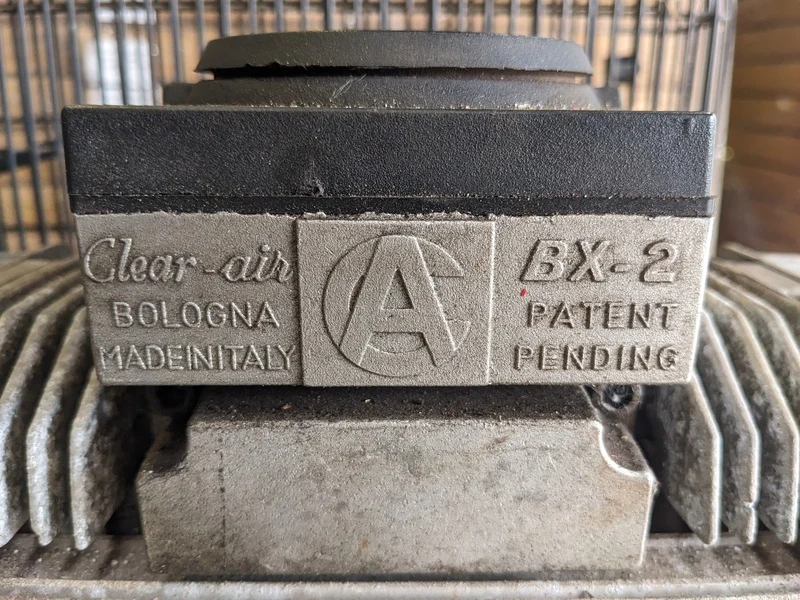 Clear-air
BOLOGNA
MADEINITALY
CA
BX-2
PATENT
PENDING